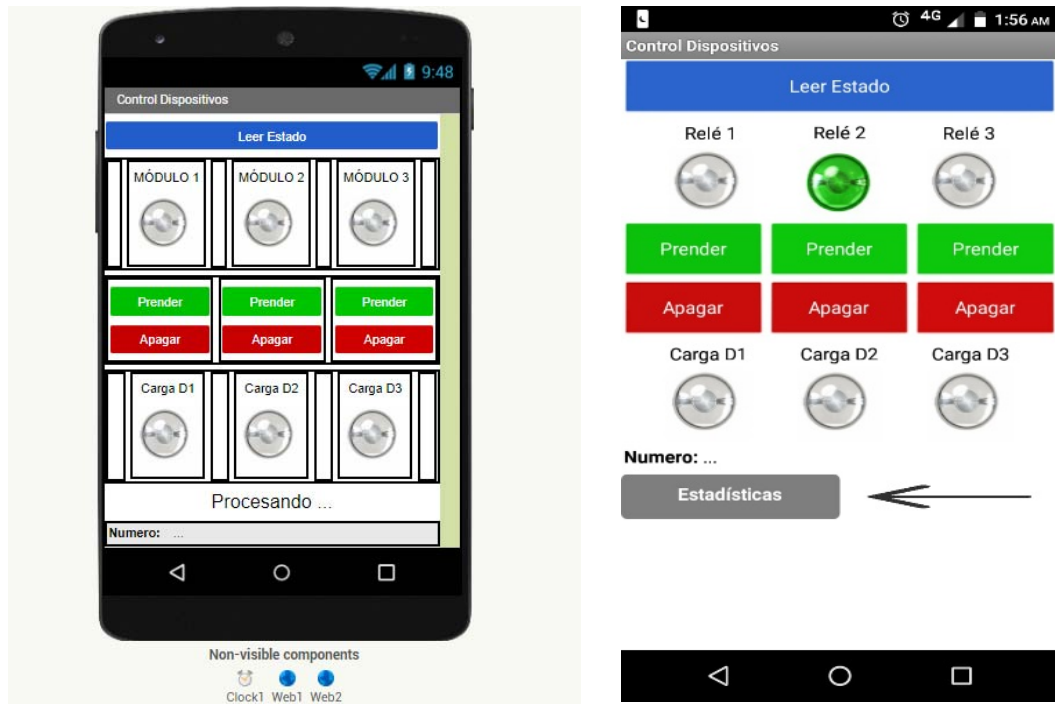 9:48
Control Dispositivos
Leer Estado
MÓDULO 1 MÓDULO 2 MÓDULO 3
Prender Prender Prender
Apagar Apagar Apagar
Carga D1 Carga D2 Carga D3
Procesando ...
Numero: ...
Non-visible components
Clock1 Web1 Web2
4G 1:56 AM
Control Dispositivos
Leer Estado
Relé 1 Relé 2 Relé 3
Prender Prender Prender
Apagar Apagar Apagar
Carga D1 Carga D2 Carga D3
Numero: ...
Estadísticas